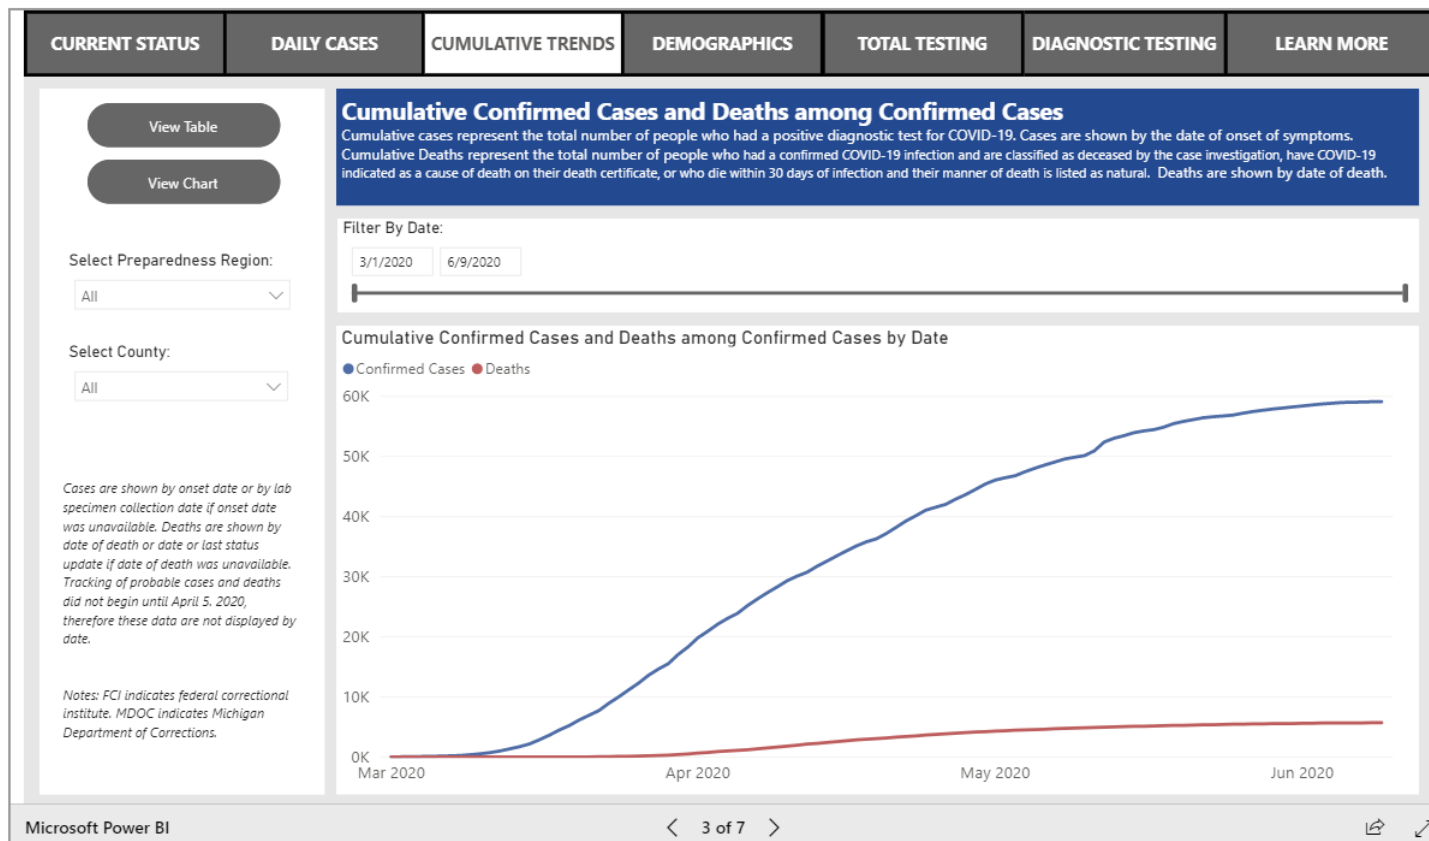 CURRENT STATUS
DAILY CASES
CUMULATIVE TRENDS
DEMOGRAPHICS
TOTAL TESTING
DIAGNOSTIC TESTING
LEARN MORE
View Table
View Chart
Select Preparedness Region:
All
Select County:
All
Cases are shown by onset date or by lab
specimen collection date if onset date
was unavailable. Deaths are shown by
date of death or date or last status
update if date of death was unavailable.
Tracking of probable cases and deaths
did not begin until April 5. 2020,
therefore these data are not displayed by
date.
Notes: FCI indicates federal correctional
institute. MDOC indicates Michigan
Department of Corrections.
Cumulative Confirmed Cases and Deaths among Confirmed Cases
Cumulative cases represent the total number of people who had a positive diagnostic test for COVID-19. Cases are shown by the date of onset of symptoms.
Cumulative Deaths represent the total number of people who had a confirmed COVID-19 infection and are classified as deceased by the case investigation, have COVID-19
indicated as a cause of death on their death certificate, or who die within 30 days of infection and their manner of death is listed as natural. Deaths are shown by date of death.
Filter By Date:
3/1/2020
6/9/2020
Cumulative Confirmed Cases and Deaths among Confirmed Cases by Date
Confirmed Cases
Deaths
60K
50K
40K
30K
20K
10K
0K
Mar 2020
Apr 2020
May 2020
Jun 2020
Microsoft Power BI
3 of 7